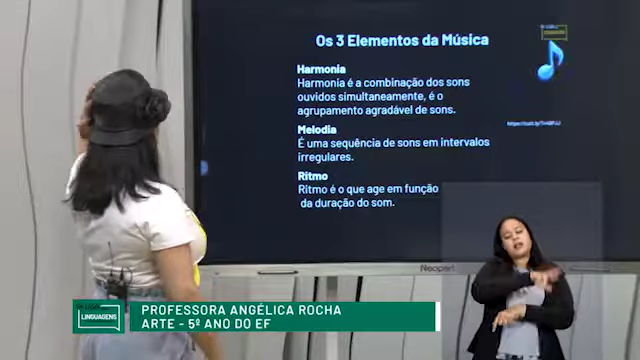 Os 3 Elementos da Música
Harmonia
Harmonia é a combinação dos sons
ouvidos simultaneamente, é o
agrupamento agradável de sons.
Melodia
É uma sequência de sons em intervalos
irregulares.
Ritmo
Ritmo é o que age em função
da duração do som.
Neopart
LINGUAGENS
PROFESSORA ANGÉLICA ROCHA
ARTE - 5º ANO DO EF